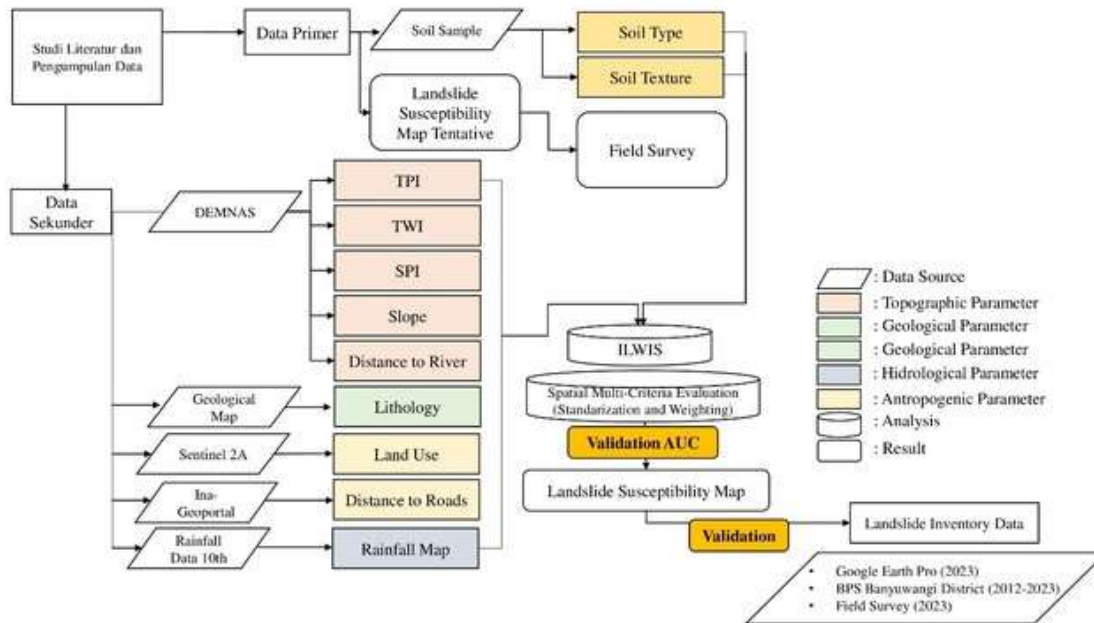 Studi Literatur dan
Pengumpulan Data
Data Primer
Soil Sample
Soil Type
Soil Texture
Landslide
Susceptibility
Map Tentative
Field Survey
Data
Sekunder
DEMNAS
TPI
TWI
SPI
Slope
Distance to River
Geological
Map
Lithology
Sentinel 2A
Land Use
Ina-
Geoportal
Distance to Roads
Rainfall
Data 10th
Rainfall Map
ILWIS
Spatial Multi-Criteria Evaluation
(Standarization and Weighting)
Validation AUC
Landslide Susceptibility Map
Validation
Landslide Inventory Data
• Google Earth Pro (2023)
• BPS Banyuwangi District (2012-2023)
• Field Survey (2023)
: Data Source
: Topographic Parameter
: Geological Parameter
: Geological Parameter
: Hidrological Parameter
: Antropogenic Parameter
: Analysis
: Result